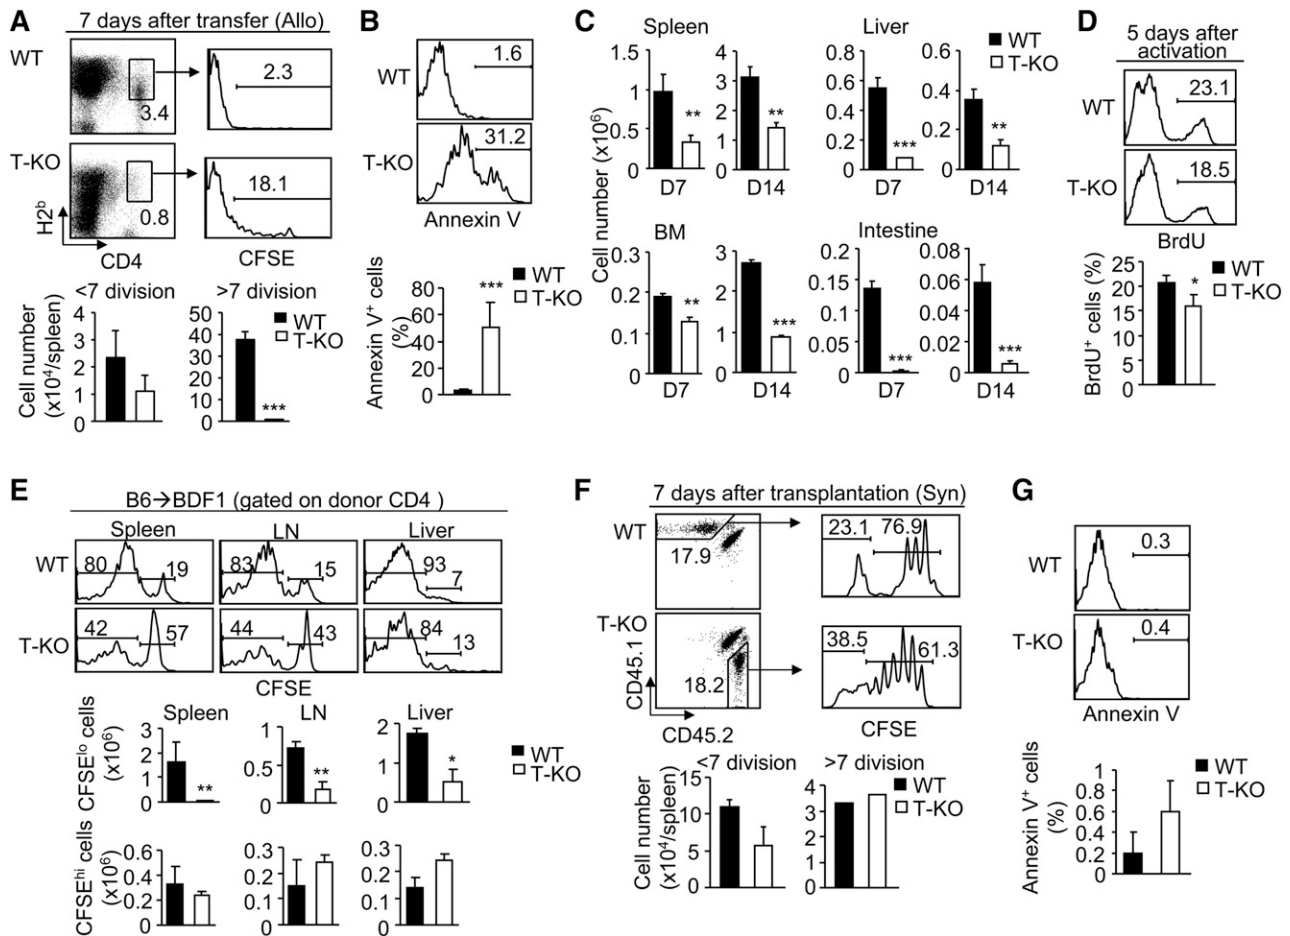 A
7 days after transfer (Allo)
WT
3.4
2.3
T-KO
0.8
18.1
H2ᵇ
CD4
CFSE
<7 division
>7 division
Cell number
(x10⁴/spleen)
4
3
2
1
0
50
40
30
20
10
0
***
WT
T-KO
B
WT
1.6
T-KO
31.2
Annexin V
WT
T-KO
Annexin V⁺ cells
(%)
80
60
40
20
0
***
C
Spleen
Liver
WT
T-KO
Cell number (x10⁶)
1.5
1
0.5
0
**
D7
4
3
2
1
0
**
D14
0.8
0.6
0.4
0.2
0
***
D7
0.6
0.4
0.2
0
**
D14
BM
Intestine
0.3
0.2
0.1
0
**
D7
3
2
1
0
***
D14
0.2
0.15
0.1
0.05
0
***
D7
0.08
0.06
0.04
0.02
0
***
D14
D
5 days after
activation
WT
23.1
T-KO
18.5
BrdU
WT
T-KO
BrdU⁺ cells (%)
25
20
15
10
5
0
*
E
B6→BDF1 (gated on donor CD4 )
Spleen
LN
Liver
WT
80
19
83
15
93
7
T-KO
42
57
44
43
84
13
CFSE
Spleen
LN
Liver
CFSEˡᵒ cells
(x10⁶)
3
2
1
0
**
1
0.5
0
**
2
1
0
*
WT
T-KO
CFSEʰⁱ cells
(x10⁶)
0.6
0.4
0.2
0
0.3
0.2
0.1
0
0.3
0.2
0.1
0
F
7 days after transplantation (Syn)
WT
17.9
23.1
76.9
T-KO
18.2
38.5
61.3
CD45.1
CD45.2
CFSE
<7 division
>7 division
Cell number
(x10⁴/spleen)
15
10
5
0
4
3
2
1
0
WT
T-KO
G
WT
0.3
T-KO
0.4
Annexin V
WT
T-KO
Annexin V⁺ cells
(%)
1
0.8
0.6
0.4
0.2
0